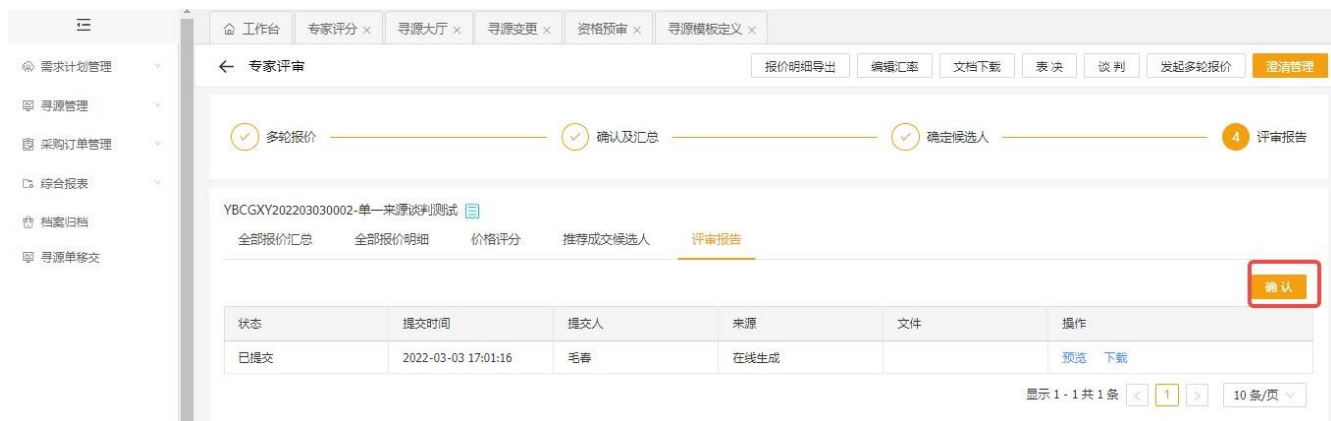 工作台 专家评分 × 寻源大厅 × 寻源变更 × 资格预审 × 寻源模板定义 ×
需求计划管理
寻源管理
采购订单管理
综合报表
档案归档
寻源单移交
← 专家评审 报价明细导出 编辑汇率 文档下载 表决 谈判 发起多轮报价 澄清管理
多轮报价 确认及汇总 确定候选人 4 评审报告
YBCGXY202203030002-单一来源谈判测试
全部报价汇总 全部报价明细 价格评分 推荐成交候选人 评审报告
确认
状态 提交时间 提交人 来源 文件 操作
已提交 2022-03-03 17:01:16 毛春 在线生成 预览 下载
显示 1 - 1 共 1 条 < 1 > 10 条/页